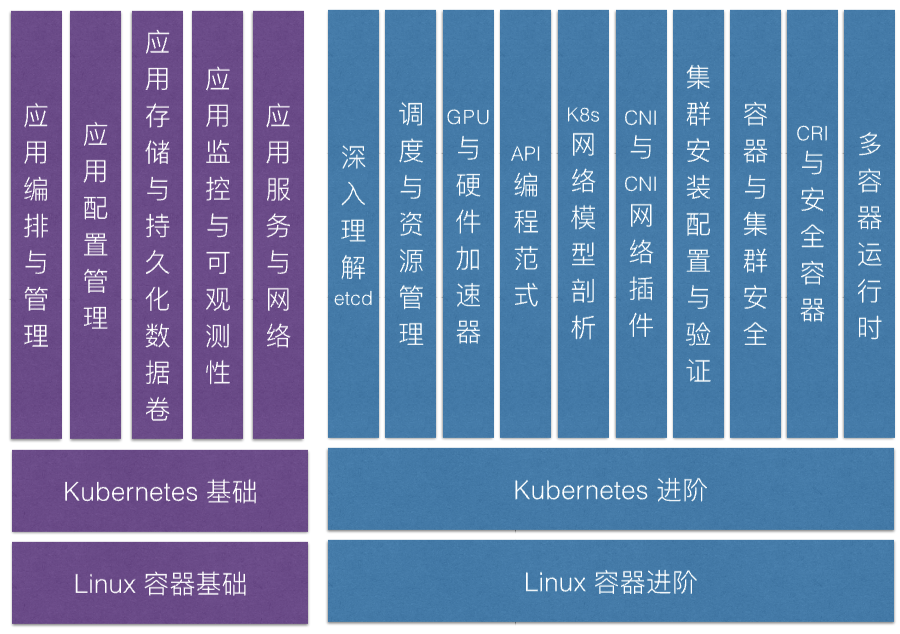 应用编排与管理
应用配置管理
应用存储与持久化数据卷
应用监控与可观测性
应用服务与网络
Kubernetes 基础
Linux 容器基础
深入理解etcd
调度与资源管理
GPU与硬件加速器
API编程范式
K8s网络模型剖析
CNI与CNI网络插件
集群安装配置与验证
容器与集群安全
CRI与安全容器
多容器运行时
Kubernetes 进阶
Linux 容器进阶